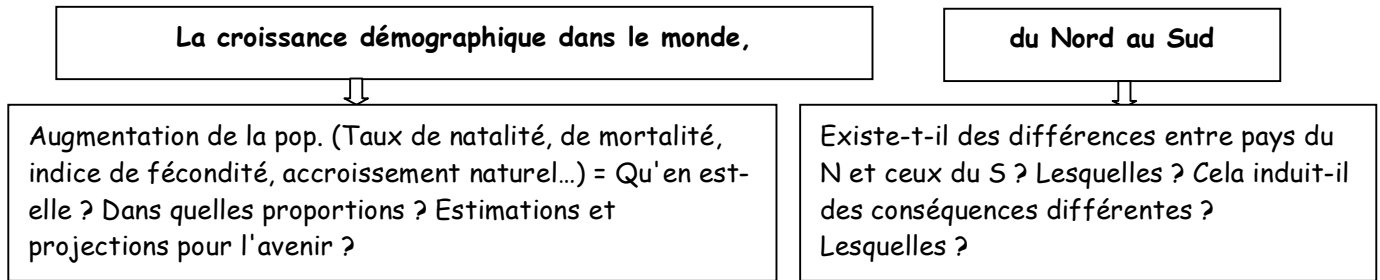 La croissance démographique dans le monde,
du Nord au Sud
Augmentation de la pop. (Taux de natalité, de mortalité,
indice de fécondité, accroissement naturel…) = Qu'en est-
elle ? Dans quelles proportions ? Estimations et
projections pour l'avenir ?
Existe-t-il des différences entre pays du
N et ceux du S ? Lesquelles ? Cela induit-il
des conséquences différentes ?
Lesquelles ?